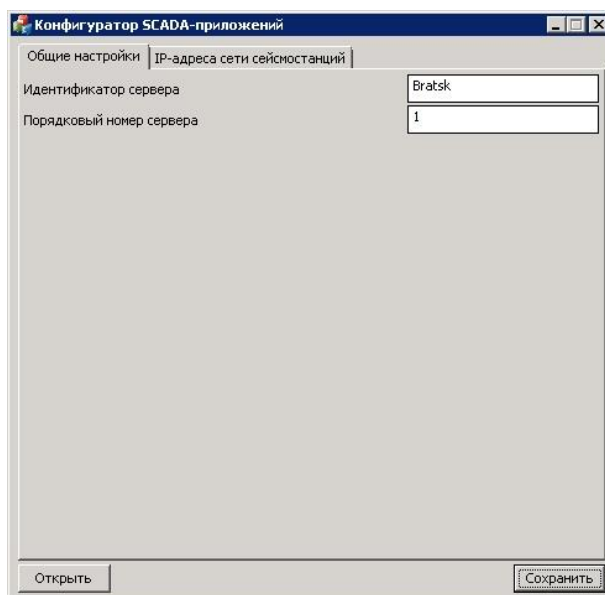 Конфигуратор SCADA-приложений
Общие настройки
IP-адреса сети сейсмостанций
Идентификатор сервера
Bratsk
Порядковый номер сервера
1
Открыть
Сохранить